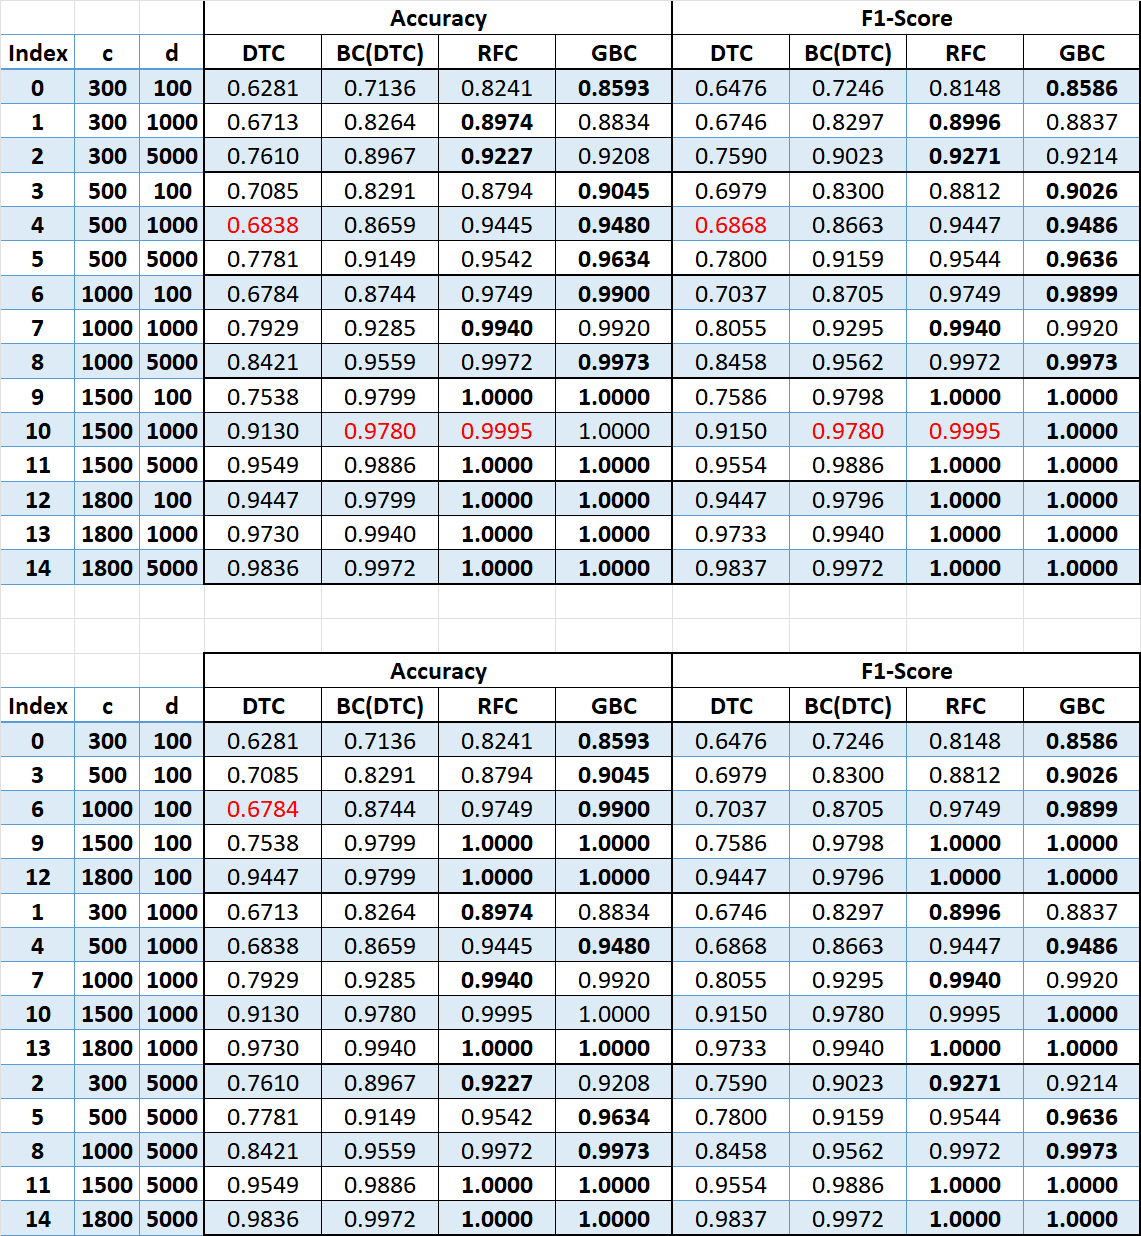 Accuracy F1-Score
Index c d DTC BC(DTC) RFC GBC DTC BC(DTC) RFC GBC
0 300 100 0.6281 0.7136 0.8241 0.8593 0.6476 0.7246 0.8148 0.8586
1 300 1000 0.6713 0.8264 0.8974 0.8834 0.6746 0.8297 0.8996 0.8837
2 300 5000 0.7610 0.8967 0.9227 0.9208 0.7590 0.9023 0.9271 0.9214
3 500 100 0.7085 0.8291 0.8794 0.9045 0.6979 0.8300 0.8812 0.9026
4 500 1000 0.6838 0.8659 0.9445 0.9480 0.6868 0.8663 0.9447 0.9486
5 500 5000 0.7781 0.9149 0.9542 0.9634 0.7800 0.9159 0.9544 0.9636
6 1000 100 0.6784 0.8744 0.9749 0.9900 0.7037 0.8705 0.9749 0.9899
7 1000 1000 0.7929 0.9285 0.9940 0.9920 0.8055 0.9295 0.9940 0.9920
8 1000 5000 0.8421 0.9559 0.9972 0.9973 0.8458 0.9562 0.9972 0.9973
9 1500 100 0.7538 0.9799 1.0000 1.0000 0.7586 0.9798 1.0000 1.0000
10 1500 1000 0.9130 0.9780 0.9995 1.0000 0.9150 0.9780 0.9995 1.0000
11 1500 5000 0.9549 0.9886 1.0000 1.0000 0.9554 0.9886 1.0000 1.0000
12 1800 100 0.9447 0.9799 1.0000 1.0000 0.9447 0.9796 1.0000 1.0000
13 1800 1000 0.9730 0.9940 1.0000 1.0000 0.9733 0.9940 1.0000 1.0000
14 1800 5000 0.9836 0.9972 1.0000 1.0000 0.9837 0.9972 1.0000 1.0000
Accuracy F1-Score
Index c d DTC BC(DTC) RFC GBC DTC BC(DTC) RFC GBC
0 300 100 0.6281 0.7136 0.8241 0.8593 0.6476 0.7246 0.8148 0.8586
3 500 100 0.7085 0.8291 0.8794 0.9045 0.6979 0.8300 0.8812 0.9026
6 1000 100 0.6784 0.8744 0.9749 0.9900 0.7037 0.8705 0.9749 0.9899
9 1500 100 0.7538 0.9799 1.0000 1.0000 0.7586 0.9798 1.0000 1.0000
12 1800 100 0.9447 0.9799 1.0000 1.0000 0.9447 0.9796 1.0000 1.0000
1 300 1000 0.6713 0.8264 0.8974 0.8834 0.6746 0.8297 0.8996 0.8837
4 500 1000 0.6838 0.8659 0.9445 0.9480 0.6868 0.8663 0.9447 0.9486
7 1000 1000 0.7929 0.9285 0.9940 0.9920 0.8055 0.9295 0.9940 0.9920
10 1500 1000 0.9130 0.9780 0.9995 1.0000 0.9150 0.9780 0.9995 1.0000
13 1800 1000 0.9730 0.9940 1.0000 1.0000 0.9733 0.9940 1.0000 1.0000
2 300 5000 0.7610 0.8967 0.9227 0.9208 0.7590 0.9023 0.9271 0.9214
5 500 5000 0.7781 0.9149 0.9542 0.9634 0.7800 0.9159 0.9544 0.9636
8 1000 5000 0.8421 0.9559 0.9972 0.9973 0.8458 0.9562 0.9972 0.9973
11 1500 5000 0.9549 0.9886 1.0000 1.0000 0.9554 0.9886 1.0000 1.0000
14 1800 5000 0.9836 0.9972 1.0000 1.0000 0.9837 0.9972 1.0000 1.0000